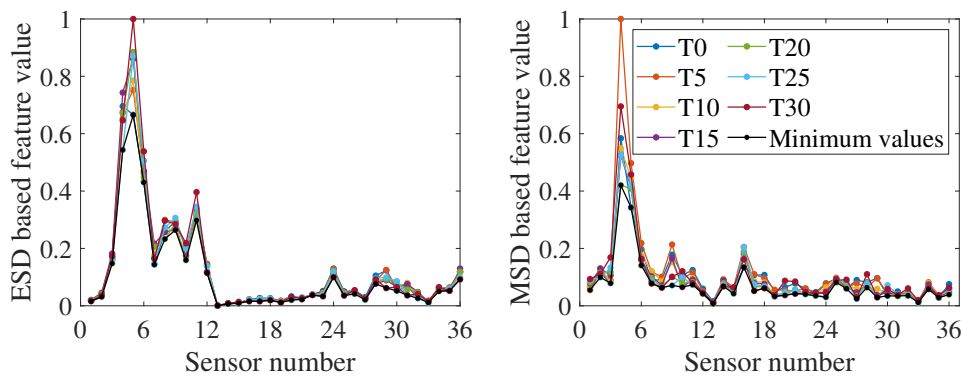 ESD based feature value
1
0.8
0.6
0.4
0.2
0
0 6 12 18 24 30 36
Sensor number
MSD based feature value
1
0.8
0.6
0.4
0.2
0
T0 T20
T5 T25
T10 T30
T15 Minimum values
0 6 12 18 24 30 36
Sensor number